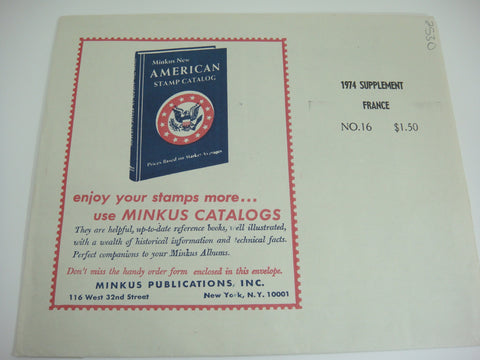 2530
1974 SUPPLEMENT
FRANCE
NO.16 $1.50
Minkus New
AMERICAN
STAMP CATALOG
Prices Based on Market Averages
enjoy your stamps more...
use MINKUS CATALOGS
They are helpful, up-to-date reference books, well illustrated,
with a wealth of historical information and technical facts.
Perfect companions to your Minkus Albums.
Don't miss the handy order form enclosed in this envelope.
MINKUS PUBLICATIONS, INC.
116 West 32nd Street New York, N.Y. 10001